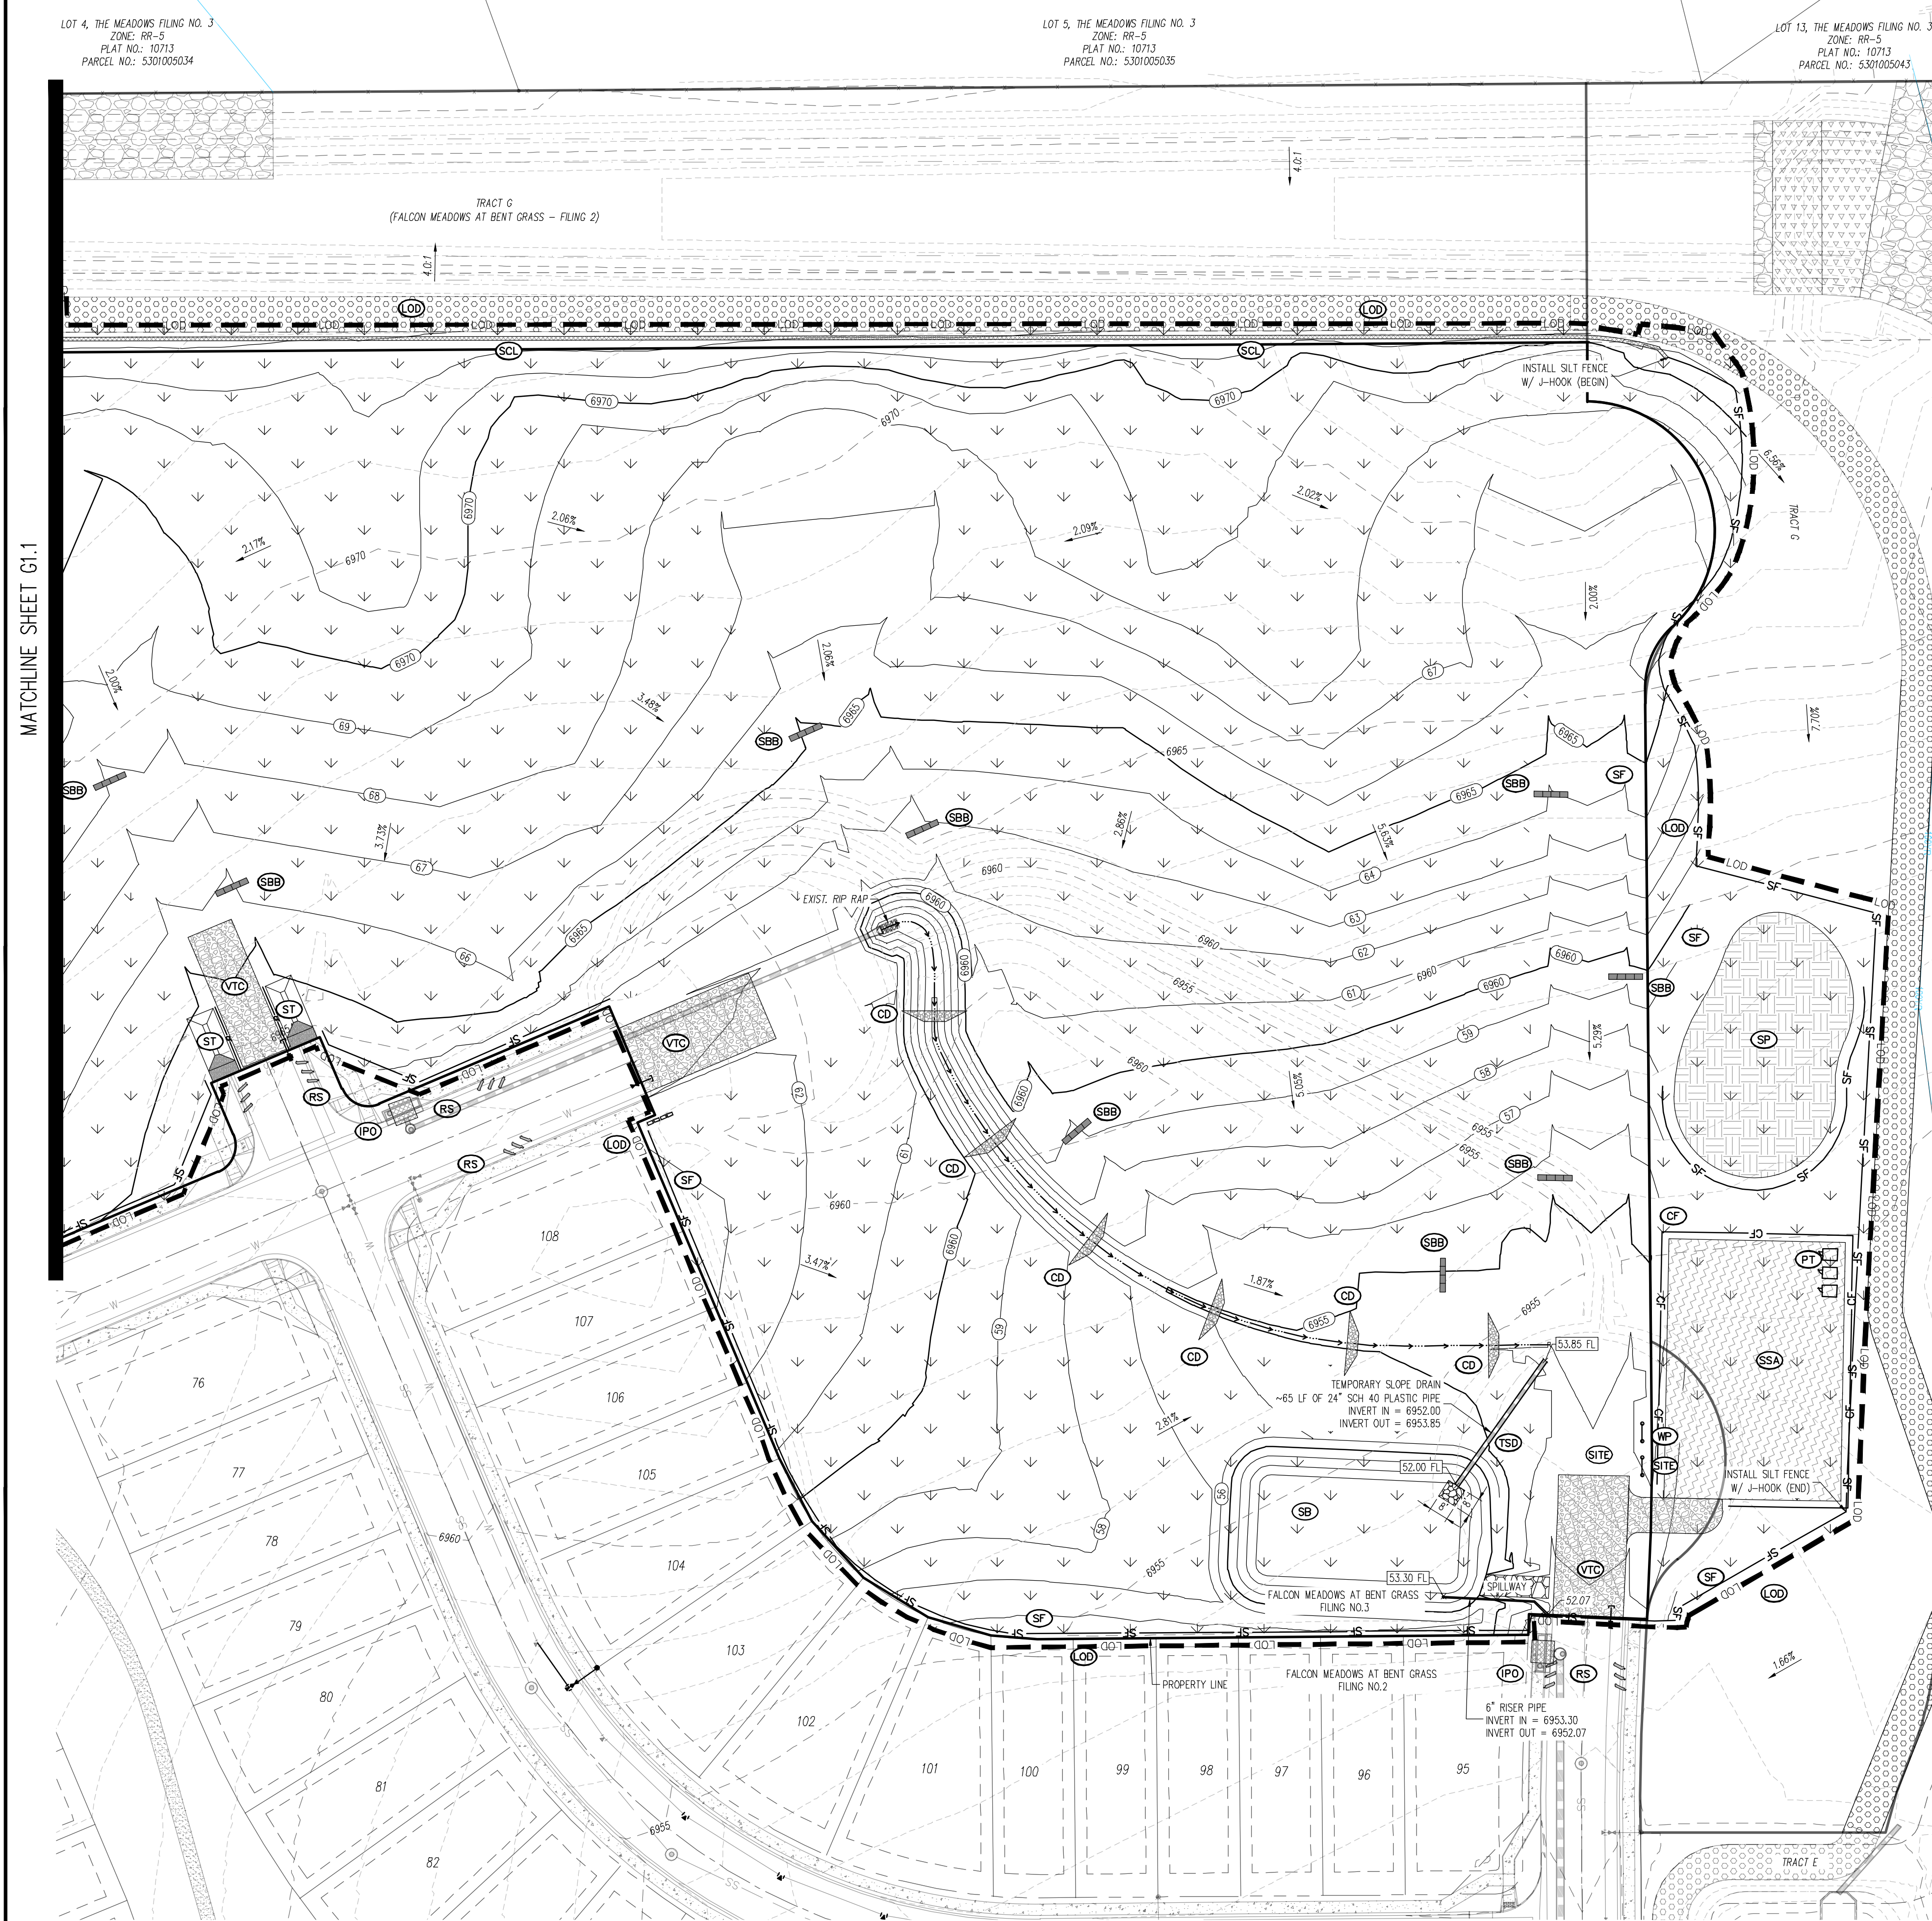 LOT 4, THE MEADOWS FILING NO. 3
ZONE: RR-5
PLAT NO.: 10713
PARCEL NO.: 5301005034
LOT 5, THE MEADOWS FILING NO. 3
ZONE: RR-5
PLAT NO.: 10713
PARCEL NO.: 5301005035
LOT 13, THE MEADOWS FILING NO. 3
ZONE: RR-5
PLAT NO.: 10713
PARCEL NO.: 5301005043
MATCHLINE SHEET G1.1
4.0:1
TRACT G
(FALCON MEADOWS AT BENT GRASS - FILING 2)
4.0:1
LOD
LOD
SCL
SCL
INSTALL SILT FENCE
W/ J-HOOK (BEGIN)
6970
6970
6970
6970
6970
6970
6.56%
TRACT G
2.17%
2.06%
2.09%
2.02%
2.00%
2.00%
2.06%
3.48%
67
69
6965
6965
6965
6965
7.70%
SBB
SBB
SBB
SF
68
3.73%
67
SBB
2.86%
5.63%
LOD
64
SBB
6960
EXIST. RIP RAP
6960
63
SF
66
6965
6960
6960
62
6960
6955
6960
61
6960
SBB
VTC
ST
ST
CD
VTC
59
5.29%
SP
6960
58
62
5.05%
RS
RS
IPO
6960
SBB
57
6955
6955
LOD
RS
61
CD
SBB
SF
6960
CF
108
6960
SBB
PT
3.47%
CD
1.87%
CD
6955
6955
107
59
53.85 FL
CD
CD
SSA
76
106
TEMPORARY SLOPE DRAIN
~65 LF OF 24" SCH 40 PLASTIC PIPE
INVERT IN = 6952.00
INVERT OUT = 6953.85
2.81%
TSD
WP
SITE
SITE
77
105
52.00 FL
INSTALL SILT FENCE
W/ J-HOOK (END)
56
SB
8'
8'
58
78
6960
104
6955
53.30 FL
SPILLWAY
VTC
52.07
FALCON MEADOWS AT BENT GRASS
FILING NO.3
SF
LOD
79
SF
103
LOD
PROPERTY LINE
FALCON MEADOWS AT BENT GRASS
FILING NO.2
IPO
RS
1.66%
80
6" RISER PIPE
INVERT IN = 6953.30
INVERT OUT = 6952.07
102
101
100
99
98
97
96
95
81
6955
82
TRACT E